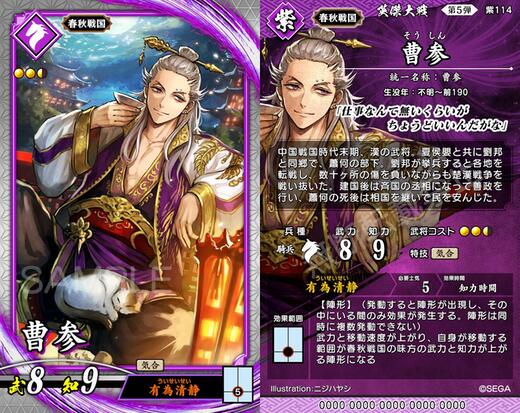 春秋戦国
曹参
気合
武8 知9
ういせいせい
有為清静
5
SAMPLE
紫
春秋戦国
英傑大戦
第5弾
紫114
そう しん
曹参
統一名称：曹参
生没年：不明～前190
「仕事なんて無いくらいが
ちょうどいいんだがな」
中国戦国時代末期、漢の武将。夏侯嬰と共に劉邦
と同郷で、蕭何の部下。劉邦が挙兵すると各地を
転戦し、数十ヶ所の傷を負いながらも楚漢戦争を
戦い抜いた。建国後は斉国の丞相になって善政を
行い、蕭何の死後は相国を継いで民を安んじた。
兵種 武力 知力 武将コスト
騎兵 8 9 特技 気合
ういせいせい 必要士気 効果時間
有為清静 5 知力時間
効果範囲
【陣形】（発動すると陣形が出現し、その
中にいる間のみ効果が発生する。陣形は同
時に複数発動できない）
武力と移動速度が上がり、自身が移動する
範囲が春秋戦国の味方の武力と知力が上が
る陣形になる
Illustration:ニジハヤシ
©SEGA
0000 0000 0000 0000 0000